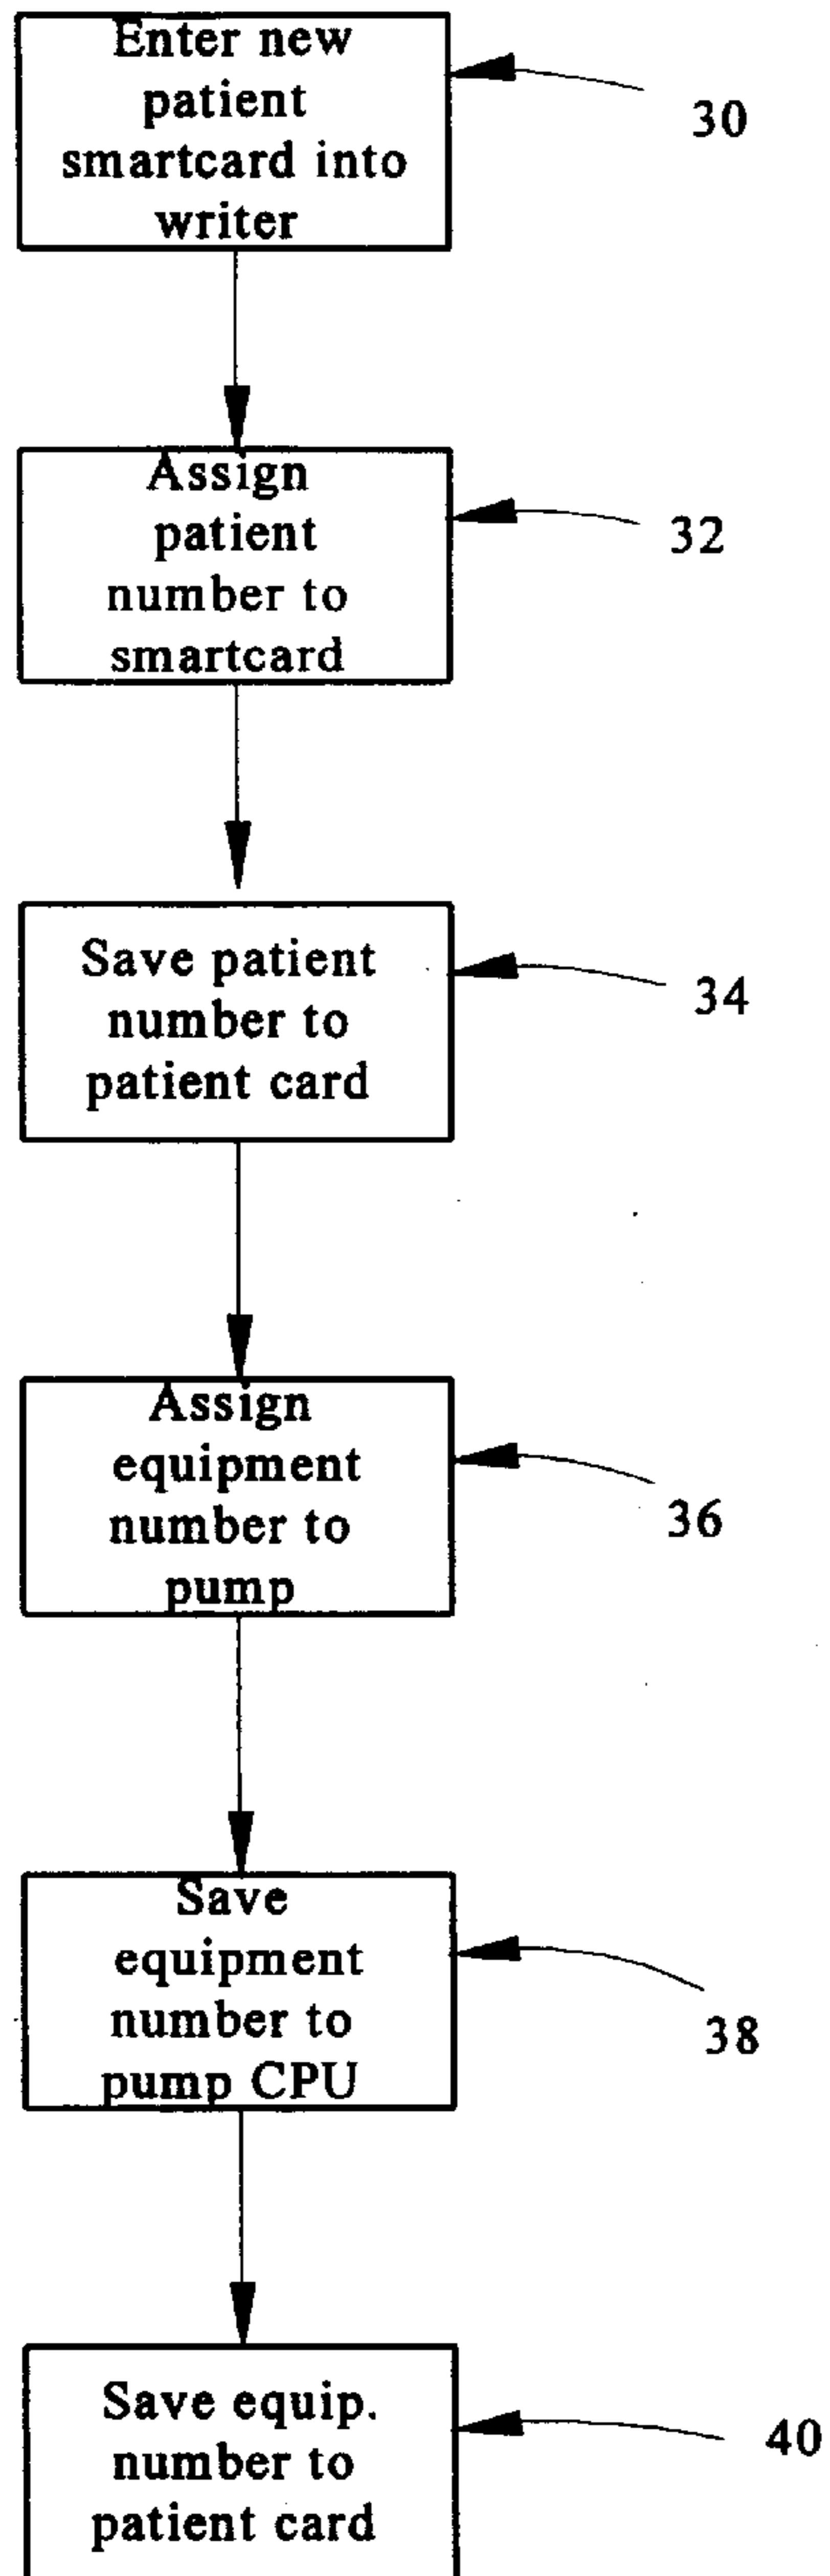 Enter new
patient
smartcard into
writer
30
Assign
patient
number to
smartcard
32
Save patient
number to
patient card
34
Assign
equipment
number to
pump
36
Save
equipment
number to
pump CPU
38
Save equip.
number to
patient card
40